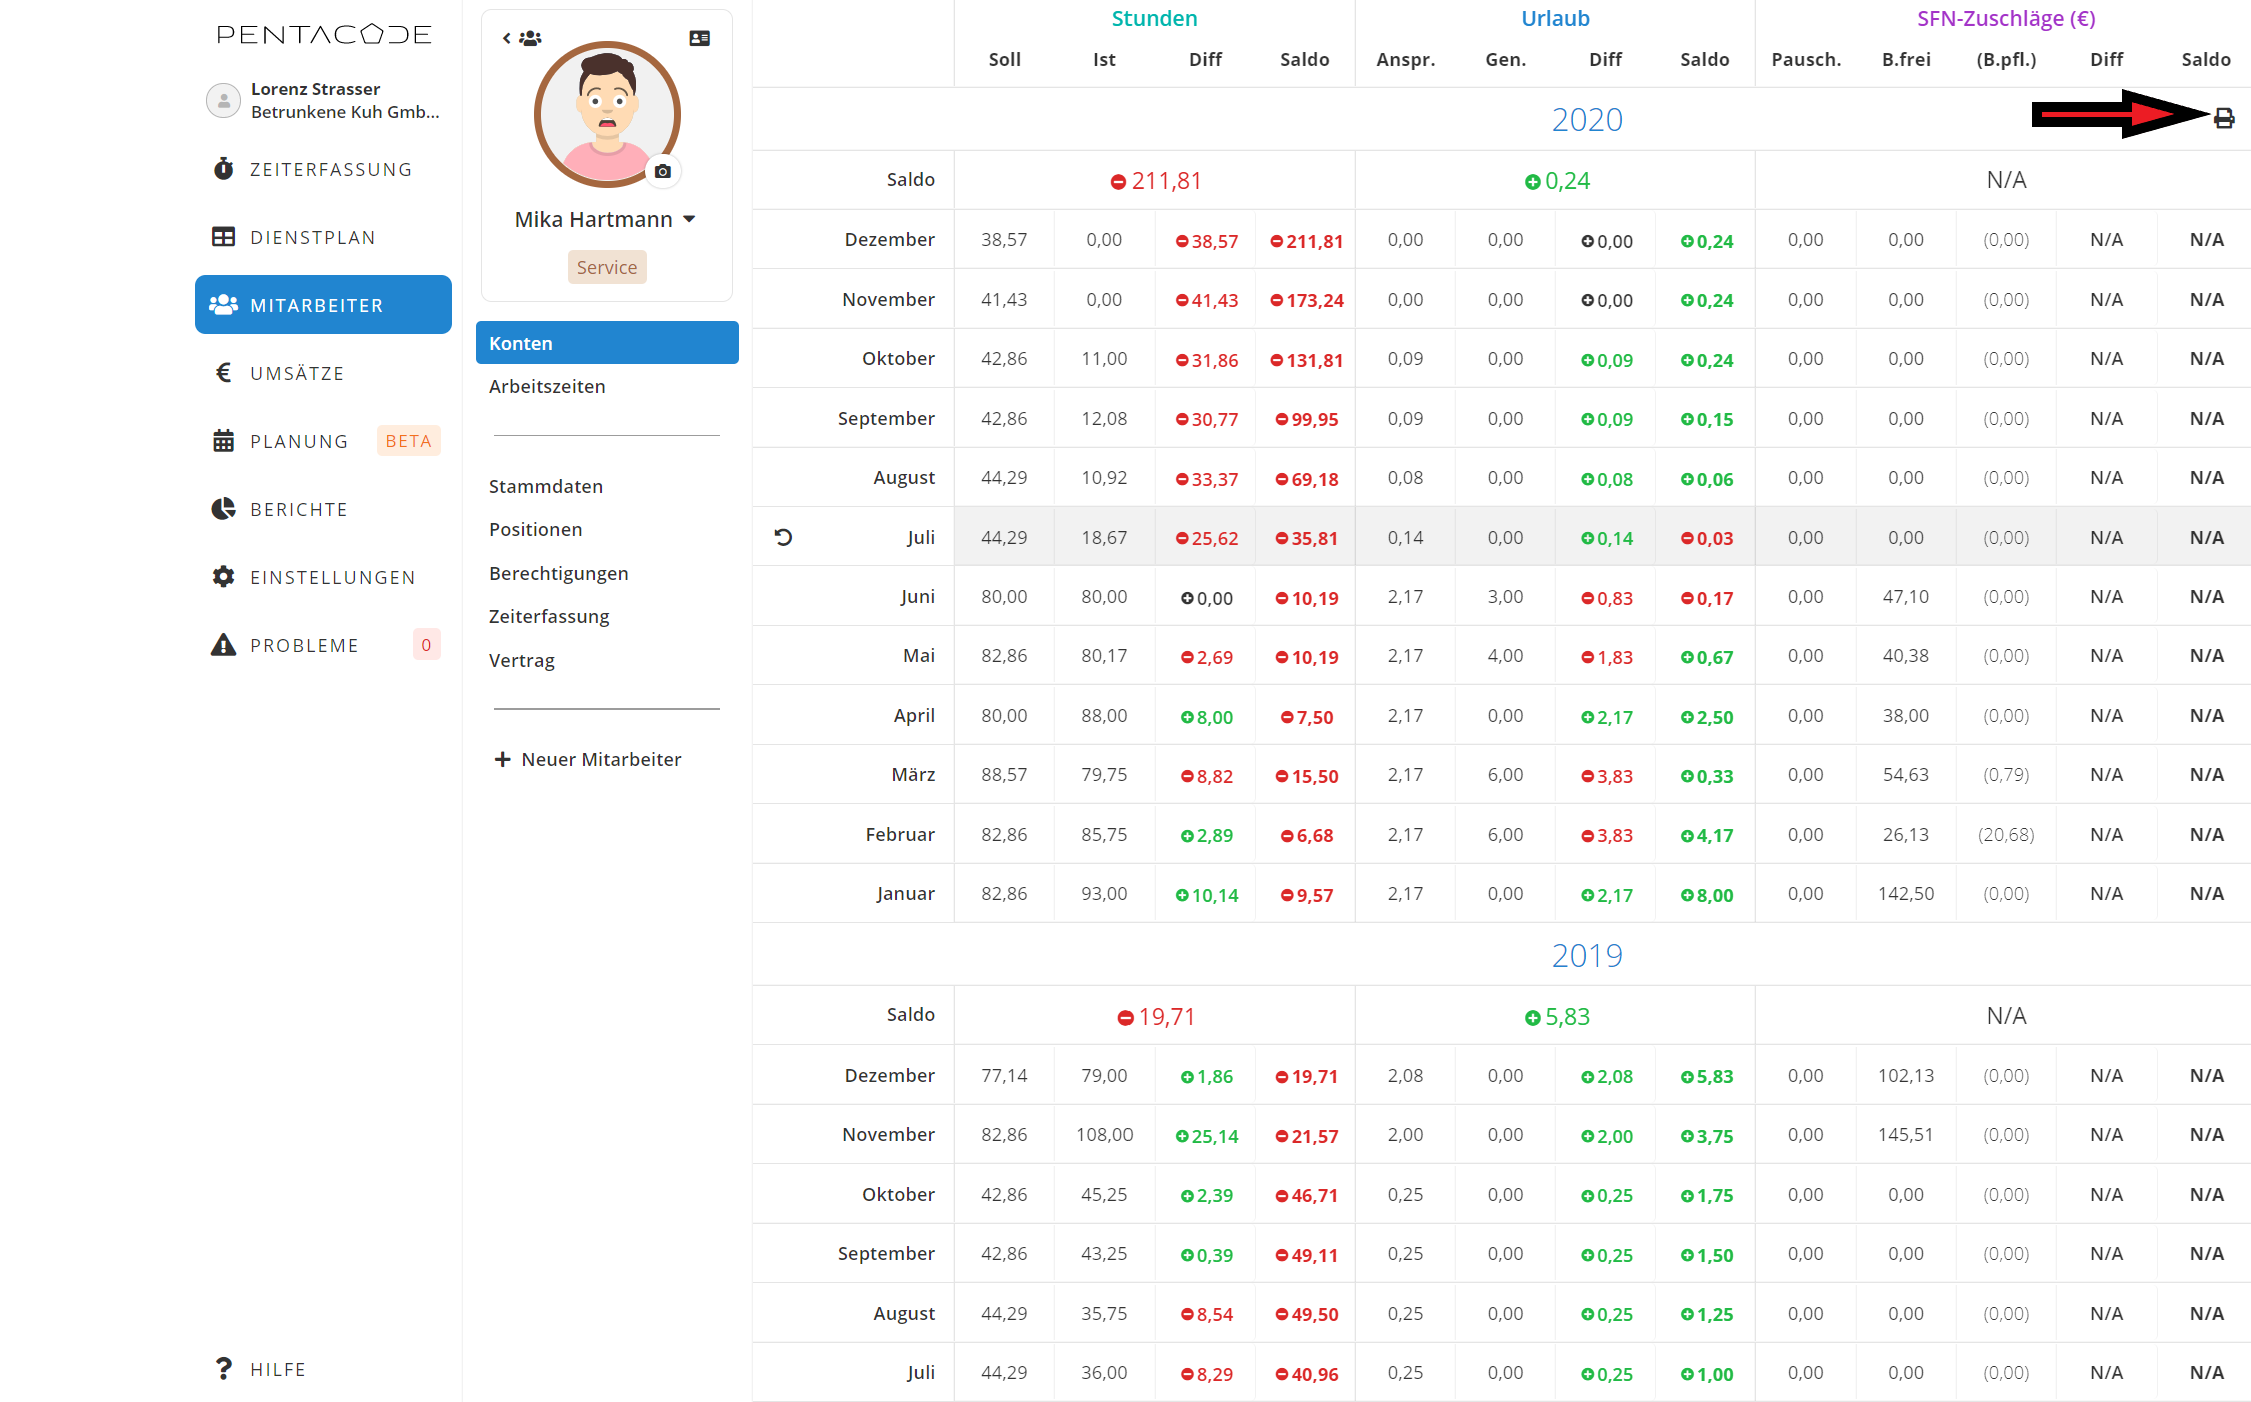 PENTACODE
Lorenz Strasser
Betrunkene Kuh Gmb...
ZEITERFASSUNG
DIENSTPLAN
MITARBEITER
UMSÄTZE
PLANUNG BETA
BERICHTE
EINSTELLUNGEN
PROBLEME 0
HILFE
Mika Hartmann
Service
Konten
Arbeitszeiten
Stammdaten
Positionen
Berechtigungen
Zeiterfassung
Vertrag
Neuer Mitarbeiter
Stunden Urlaub SFN-Zuschläge (€)
Soll Ist Diff Saldo Anspr. Gen. Diff Saldo Pausch. B.frei (B.pfl.) Diff Saldo
2020
Saldo 211,81 0,24 N/A
Dezember 38,57 0,00 38,57 211,81 0,00 0,00 0,00 0,24 0,00 0,00 (0,00) N/A N/A
November 41,43 0,00 41,43 173,24 0,00 0,00 0,00 0,24 0,00 0,00 (0,00) N/A N/A
Oktober 42,86 11,00 31,86 131,81 0,09 0,00 0,09 0,24 0,00 0,00 (0,00) N/A N/A
September 42,86 12,08 30,77 99,95 0,09 0,00 0,09 0,15 0,00 0,00 (0,00) N/A N/A
August 44,29 10,92 33,37 69,18 0,08 0,00 0,08 0,06 0,00 0,00 (0,00) N/A N/A
Juli 44,29 18,67 25,62 35,81 0,14 0,00 0,14 0,03 0,00 0,00 (0,00) N/A N/A
Juni 80,00 80,00 0,00 10,19 2,17 3,00 0,83 0,17 0,00 47,10 (0,00) N/A N/A
Mai 82,86 80,17 2,69 10,19 2,17 4,00 1,83 0,67 0,00 40,38 (0,00) N/A N/A
April 80,00 88,00 8,00 7,50 2,17 0,00 2,17 2,50 0,00 38,00 (0,00) N/A N/A
März 88,57 79,75 8,82 15,50 2,17 6,00 3,83 0,33 0,00 54,63 (0,79) N/A N/A
Februar 82,86 85,75 2,89 6,68 2,17 6,00 3,83 4,17 0,00 26,13 (20,68) N/A N/A
Januar 82,86 93,00 10,14 9,57 2,17 0,00 2,17 8,00 0,00 142,50 (0,00) N/A N/A
2019
Saldo 19,71 5,83 N/A
Dezember 77,14 79,00 1,86 19,71 2,08 0,00 2,08 5,83 0,00 102,13 (0,00) N/A N/A
November 82,86 108,00 25,14 21,57 2,00 0,00 2,00 3,75 0,00 145,51 (0,00) N/A N/A
Oktober 42,86 45,25 2,39 46,71 0,25 0,00 0,25 1,75 0,00 0,00 (0,00) N/A N/A
September 42,86 43,25 0,39 49,11 0,25 0,00 0,25 1,50 0,00 0,00 (0,00) N/A N/A
August 44,29 35,75 8,54 49,50 0,25 0,00 0,25 1,25 0,00 0,00 (0,00) N/A N/A
Juli 44,29 36,00 8,29 40,96 0,25 0,00 0,25 1,00 0,00 0,00 (0,00) N/A N/A